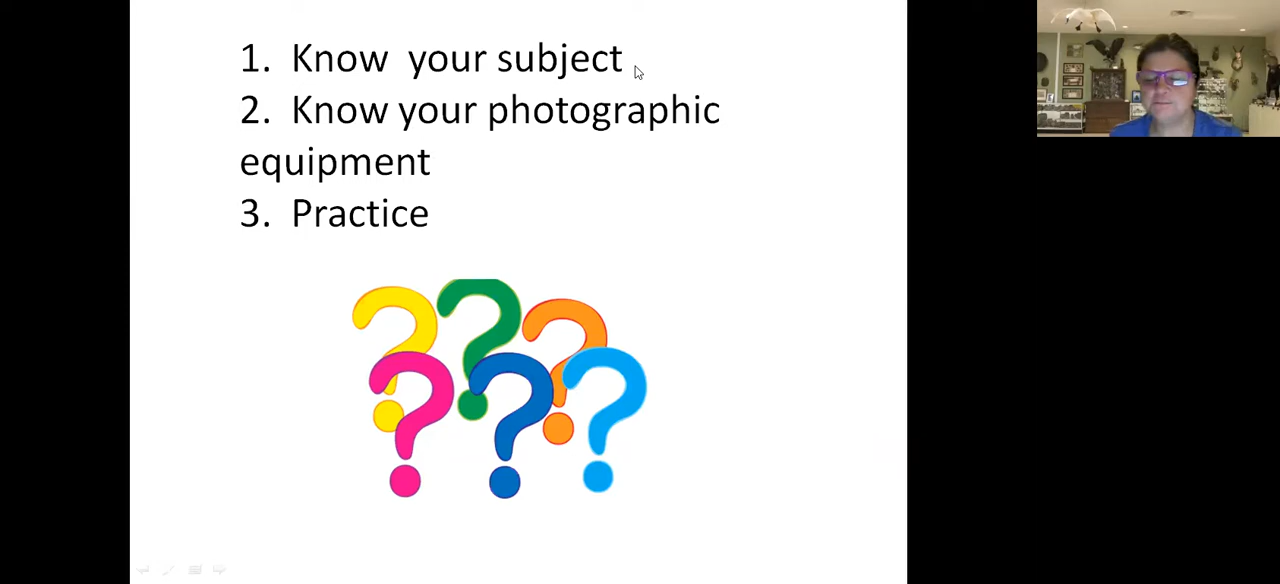 1. Know your subject
2. Know your photographic
equipment
3. Practice